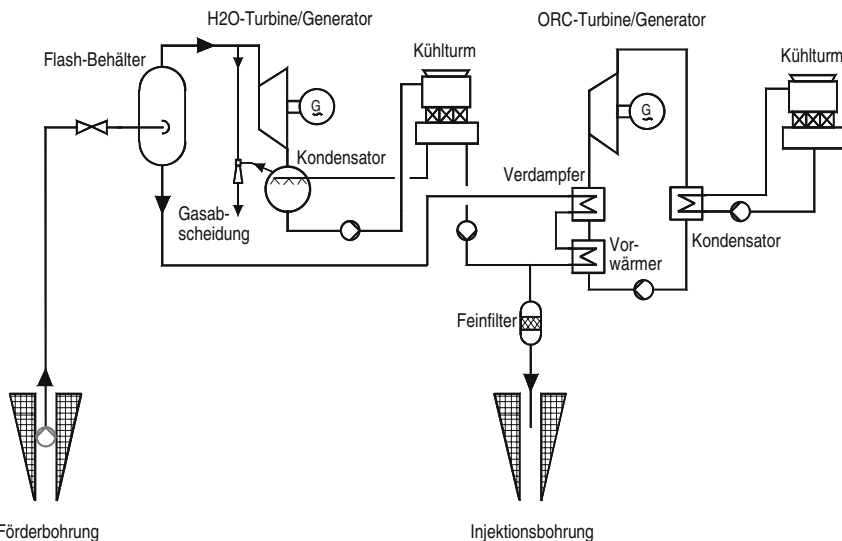 H2O-Turbine/Generator
ORC-Turbine/Generator
Flash-Behälter
Kühlturm
Kühlturm
G
G
Kondensator
Verdampfer
Gasab-
scheidung
Vor-
wärmer
Kondensator
Feinfilter
Förderbohrung
Injektionsbohrung